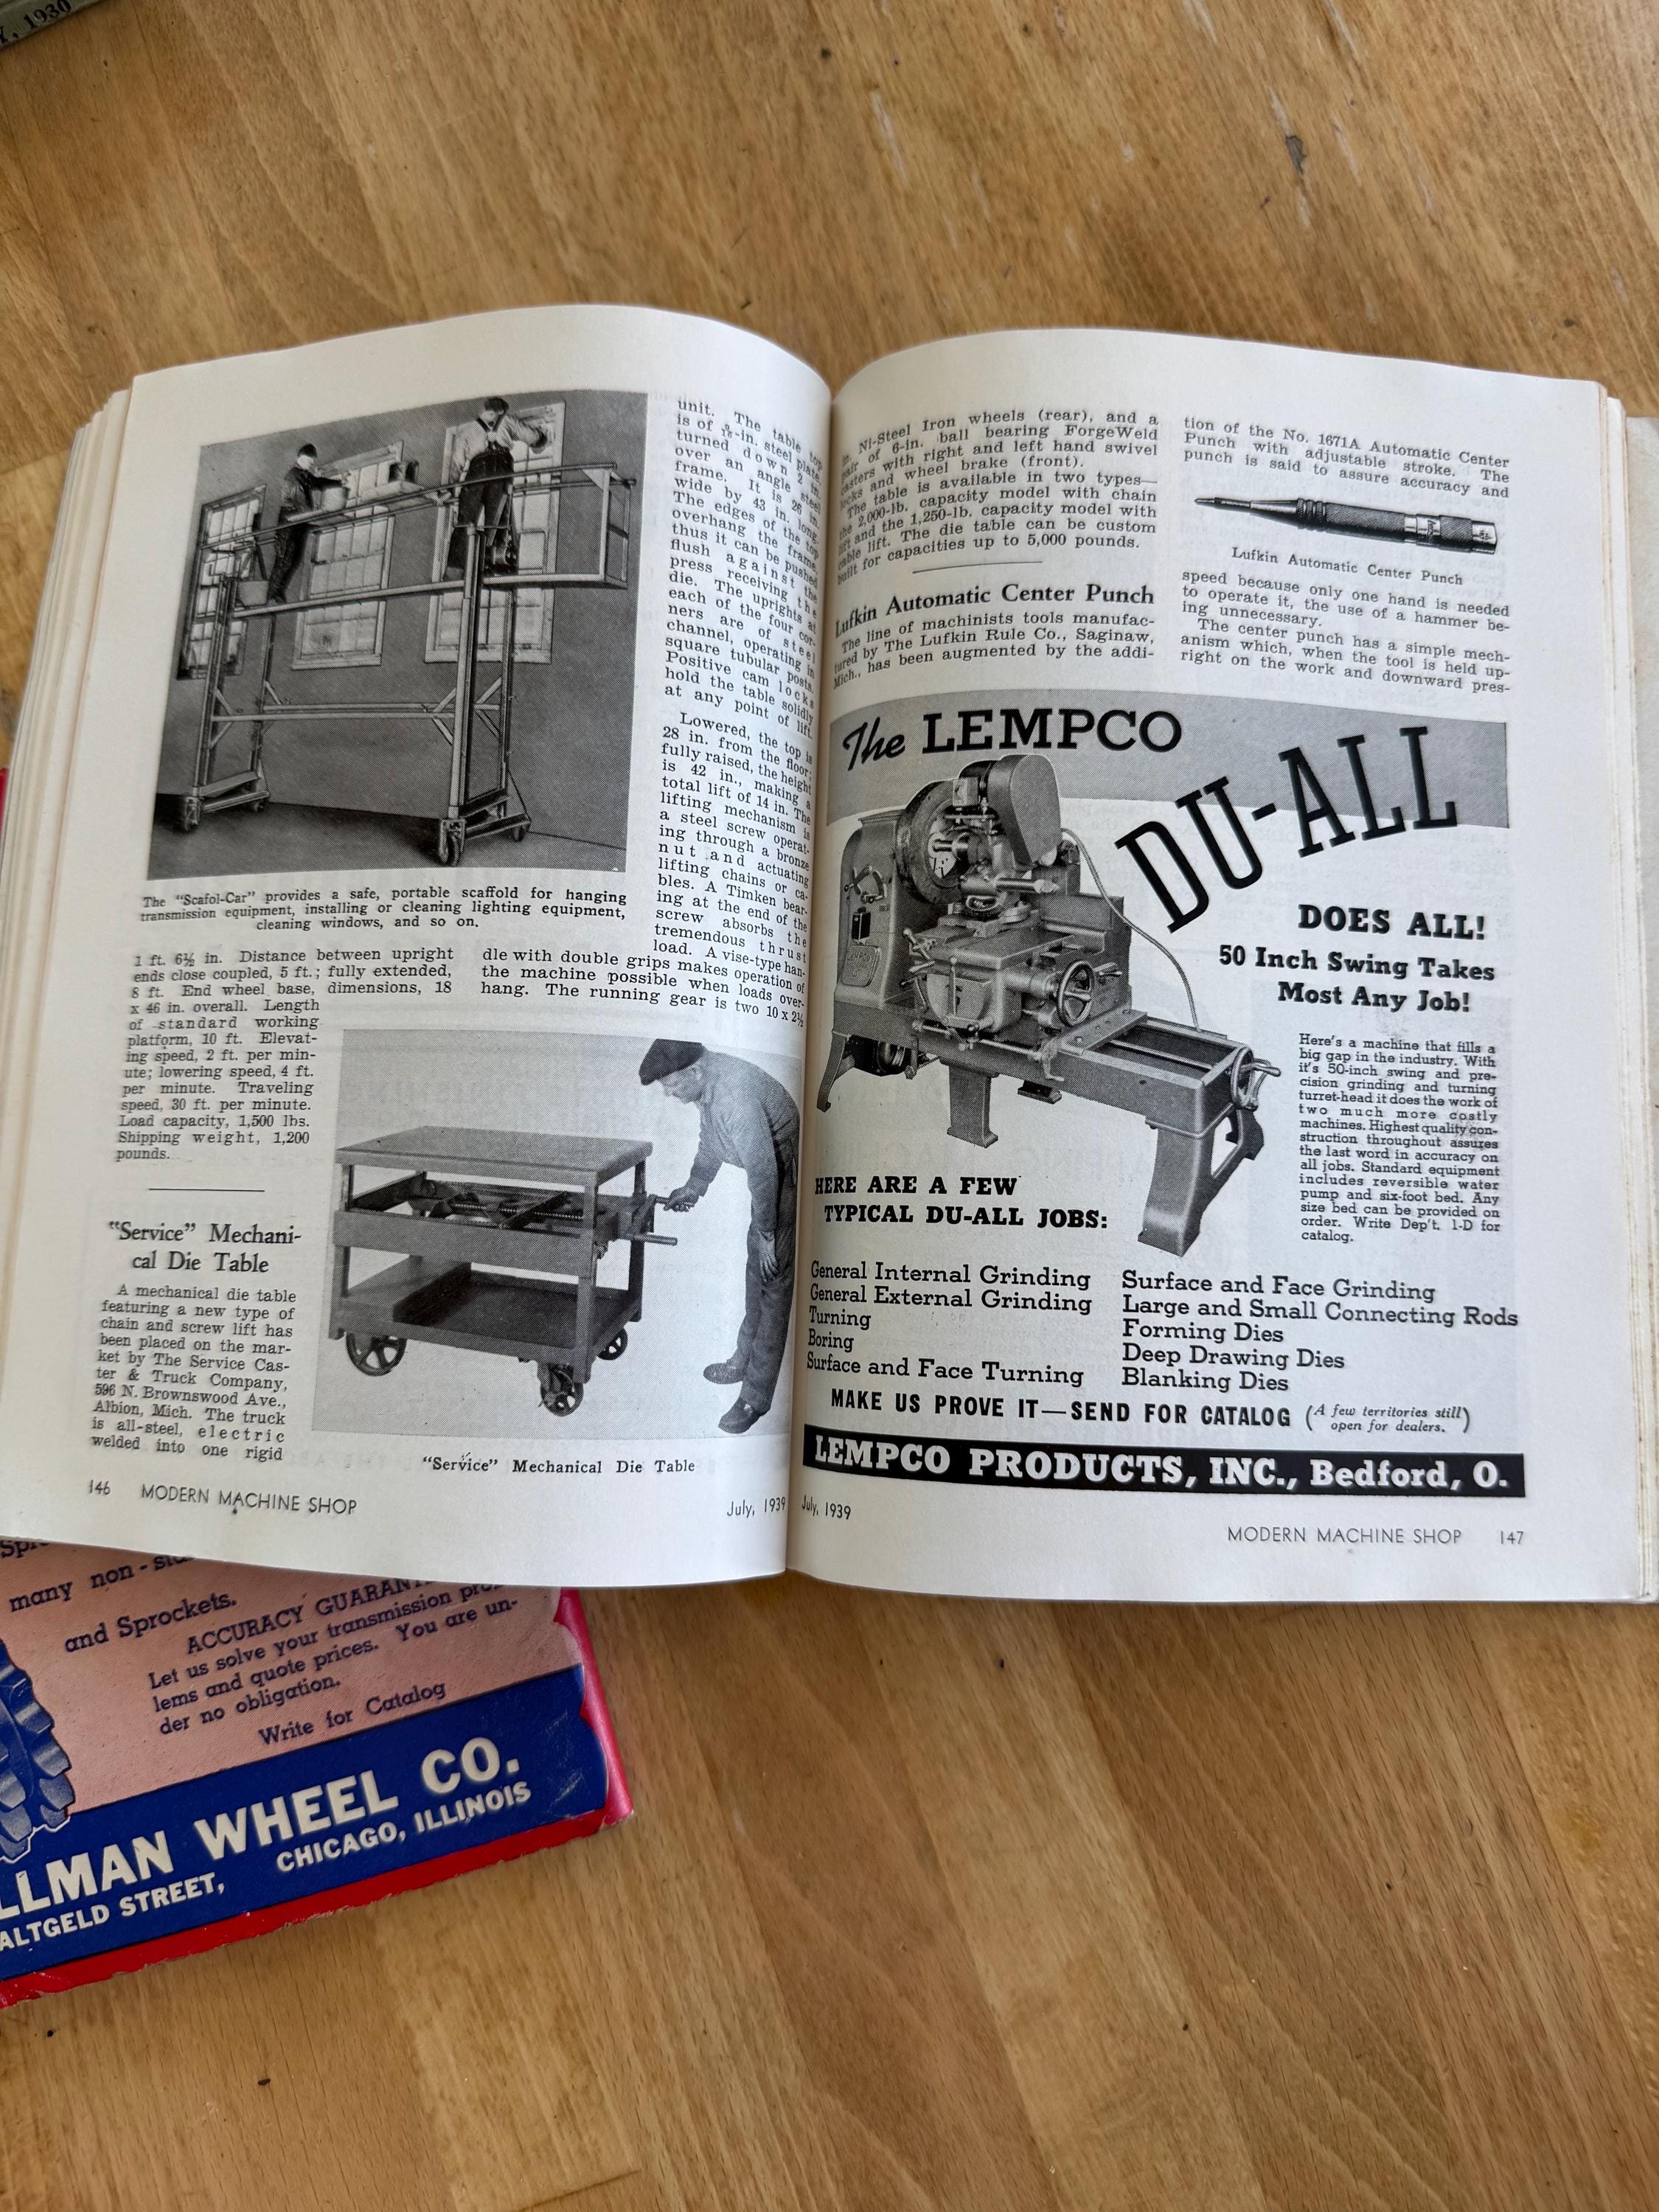 , 1930
The "Scafol-Car" provides a safe, portable scaffold for hanging
transmission equipment, installing or cleaning lighting equipment,
cleaning windows, and so on.
1 ft. 6½ in. Distance between upright
ends close coupled, 5 ft.; fully extended,
8 ft. End wheel base, dimensions, 18
x 46 in. overall. Length
of standard working
platform, 10 ft. Elevat-
ing speed, 2 ft. per min-
ute; lowering speed, 4 ft.
per minute. Traveling
speed, 30 ft. per minute.
Load capacity, 1,500 lbs.
Shipping weight, 1,200
pounds.
"Service" Mechani-
cal Die Table
A mechanical die table
featuring a new type of
chain and screw lift has
been placed on the mar-
ket by The Service Cas-
ter & Truck Company,
596 N. Brownswood Ave.,
Albion, Mich. The truck
is all-steel, electric
welded into one rigid
unit. The table top
is of -in. steel plate
turned down 2 in.
over an angle steel
frame. It is 26 in.
wide by 43 in. long.
The edges of the top
overhang the frame,
thus it can be pushed
flush against the
press receiving the
die. The uprights at
each of the four cor-
ners are of steel
channel, operating in
square tubular posts.
Positive cam locks
hold the table solidly
at any point of lift.
Lowered, the top is
28 in. from the floor;
fully raised, the height
is 42 in., making a
total lift of 14 in. The
lifting mechanism is
a steel screw operat-
ing through a bronze
nut and actuating
lifting chains or ca-
bles. A Timken bear-
ing at the end of the
screw absorbs the
tremendous thrust
load. A vise-type han-
dle with double grips makes operation of
the machine possible when loads over-
hang. The running gear is two 10 x 2½
"Service" Mechanical Die Table
146 MODERN MACHINE SHOP
July, 1939
in. Ni-Steel Iron wheels (rear), and a
pair of 6-in. ball bearing ForgeWeld
casters with right and left hand swivel
locks and wheel brake (front).
The table is available in two types—
the 2,000-lb. capacity model with chain
lift and the 1,250-lb. capacity model with
cable lift. The die table can be custom
built for capacities up to 5,000 pounds.
Lufkin Automatic Center Punch
The line of machinists tools manufac-
tured by The Lufkin Rule Co., Saginaw,
Mich., has been augmented by the addi-
tion of the No. 1671A Automatic Center
Punch with adjustable stroke. The
punch is said to assure accuracy and
Lufkin Automatic Center Punch
speed because only one hand is needed
to operate it, the use of a hammer be-
ing unnecessary.
The center punch has a simple mech-
anism which, when the tool is held up-
right on the work and downward pres-
The LEMPCO
DU-ALL
DOES ALL!
50 Inch Swing Takes
Most Any Job!
Here's a machine that fills a
big gap in the industry. With
it's 50-inch swing and pre-
cision grinding and turning
turret-head it does the work of
two much more costly
machines. Highest quality con-
struction throughout assures
the last word in accuracy on
all jobs. Standard equipment
includes reversible water
pump and six-foot bed. Any
size bed can be provided on
order. Write Dep't. 1-D for
catalog.
HERE ARE A FEW
TYPICAL DU-ALL JOBS:
General Internal Grinding
General External Grinding
Turning
Boring
Surface and Face Turning
Surface and Face Grinding
Large and Small Connecting Rods
Forming Dies
Deep Drawing Dies
Blanking Dies
MAKE US PROVE IT—SEND FOR CATALOG (A few territories still
open for dealers.)
LEMPCO PRODUCTS, INC., Bedford, O.
July, 1939
MODERN MACHINE SHOP 147
many non-
and Sprockets.
ACCURACY GUARAN
Let us solve your transmission pro
lems and quote prices. You are un-
der no obligation.
Write for Catalog
LLMAN WHEEL CO.
ALTGELD STREET, CHICAGO, ILLINOIS